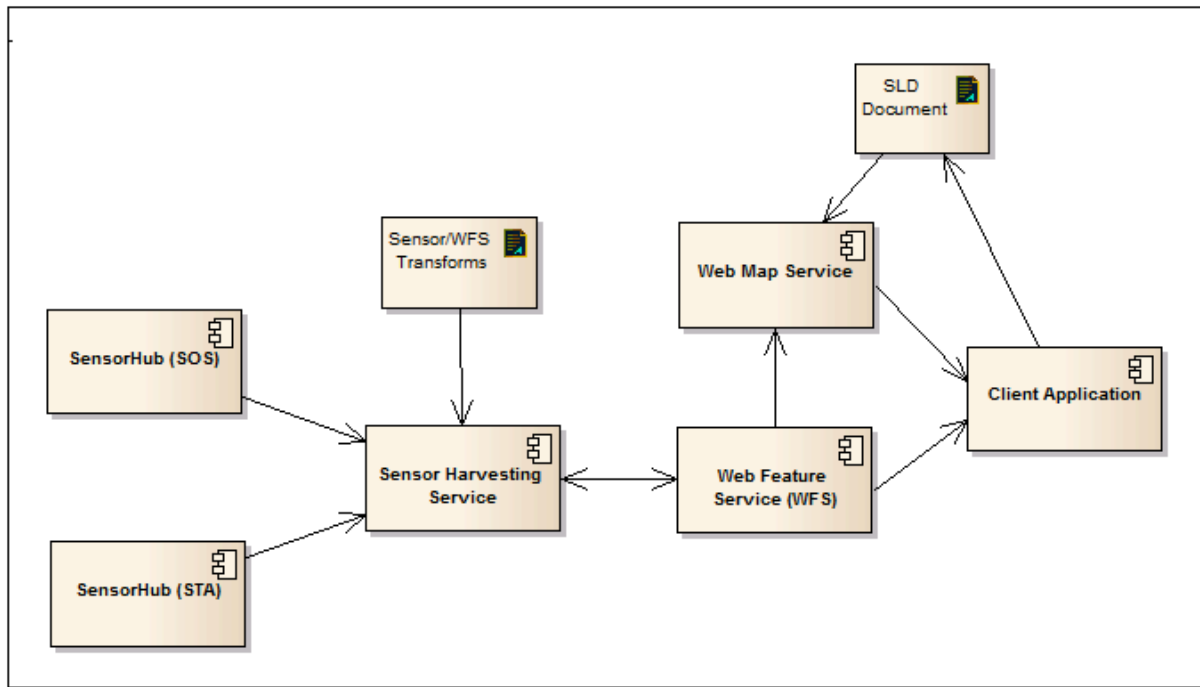 SLD
Document
Sensor/WFS
Transforms
Web Map Service
SensorHub (SOS)
Client Application
Sensor Harvesting
Service
Web Feature
Service (WFS)
SensorHub (STA)